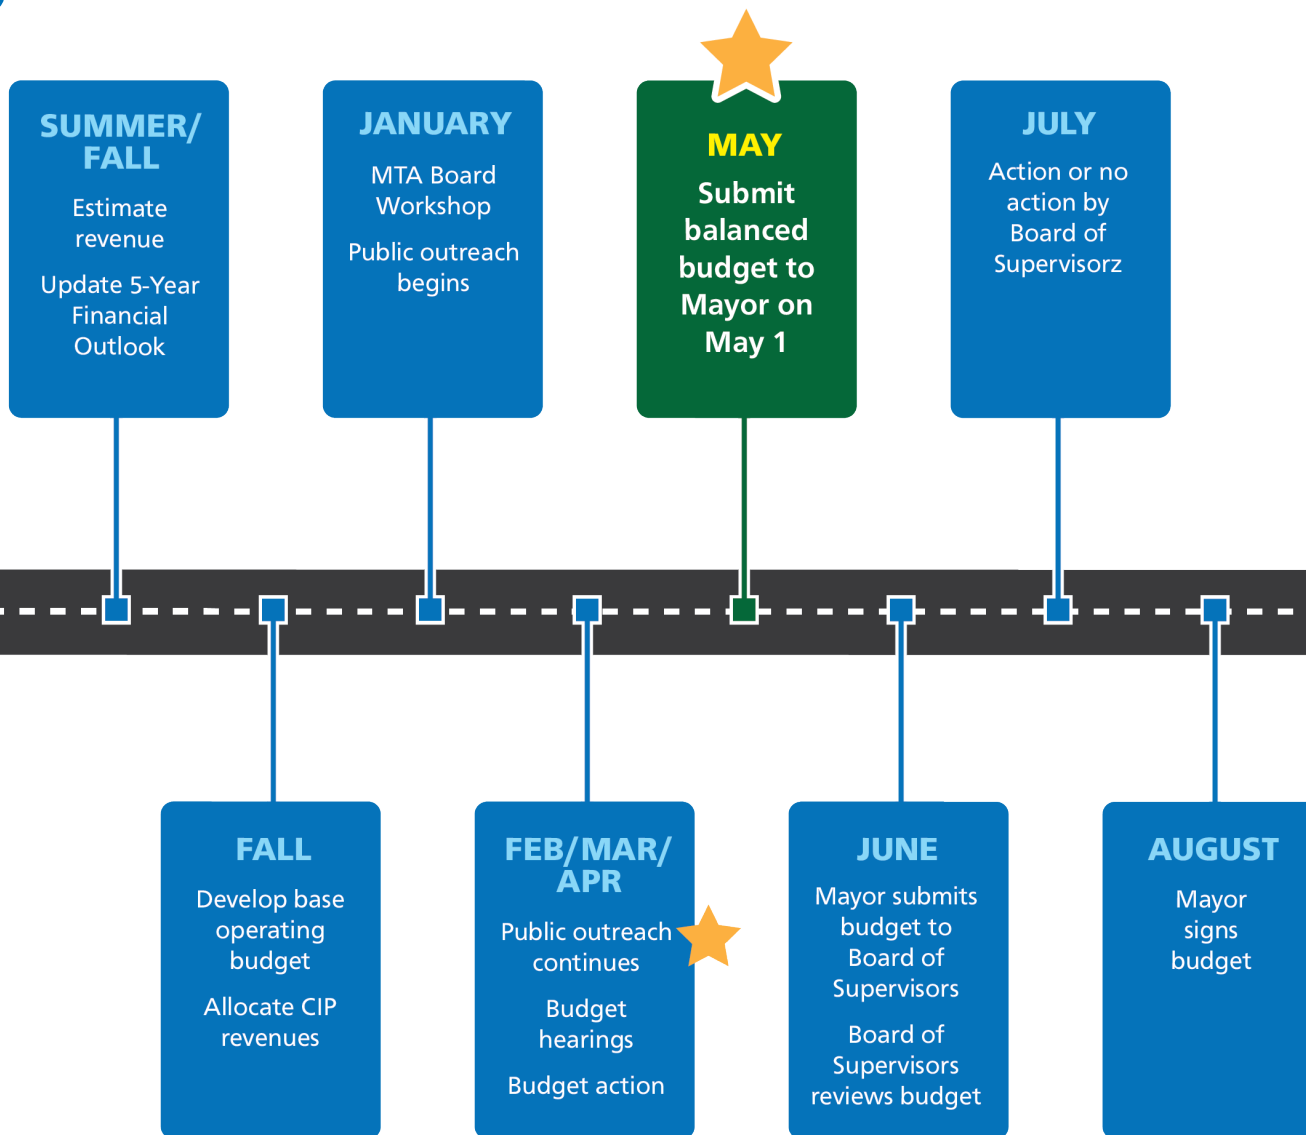 SUMMER/
FALL
Estimate
revenue
Update 5-Year
Financial
Outlook
FALL
Develop base
operating
budget
Allocate CIP
revenues
JANUARY
MTA Board
Workshop
Public outreach
begins
FEB/MAR/
APR
Public outreach
continues
Budget
hearings
Budget action
MAY
Submit
balanced
budget to
Mayor on
May 1
JUNE
Mayor submits
budget to
Board of
Supervisors
Board of
Supervisors
reviews budget
JULY
Action or no
action by
Board of
Supervisorz
AUGUST
Mayor
signs
budget